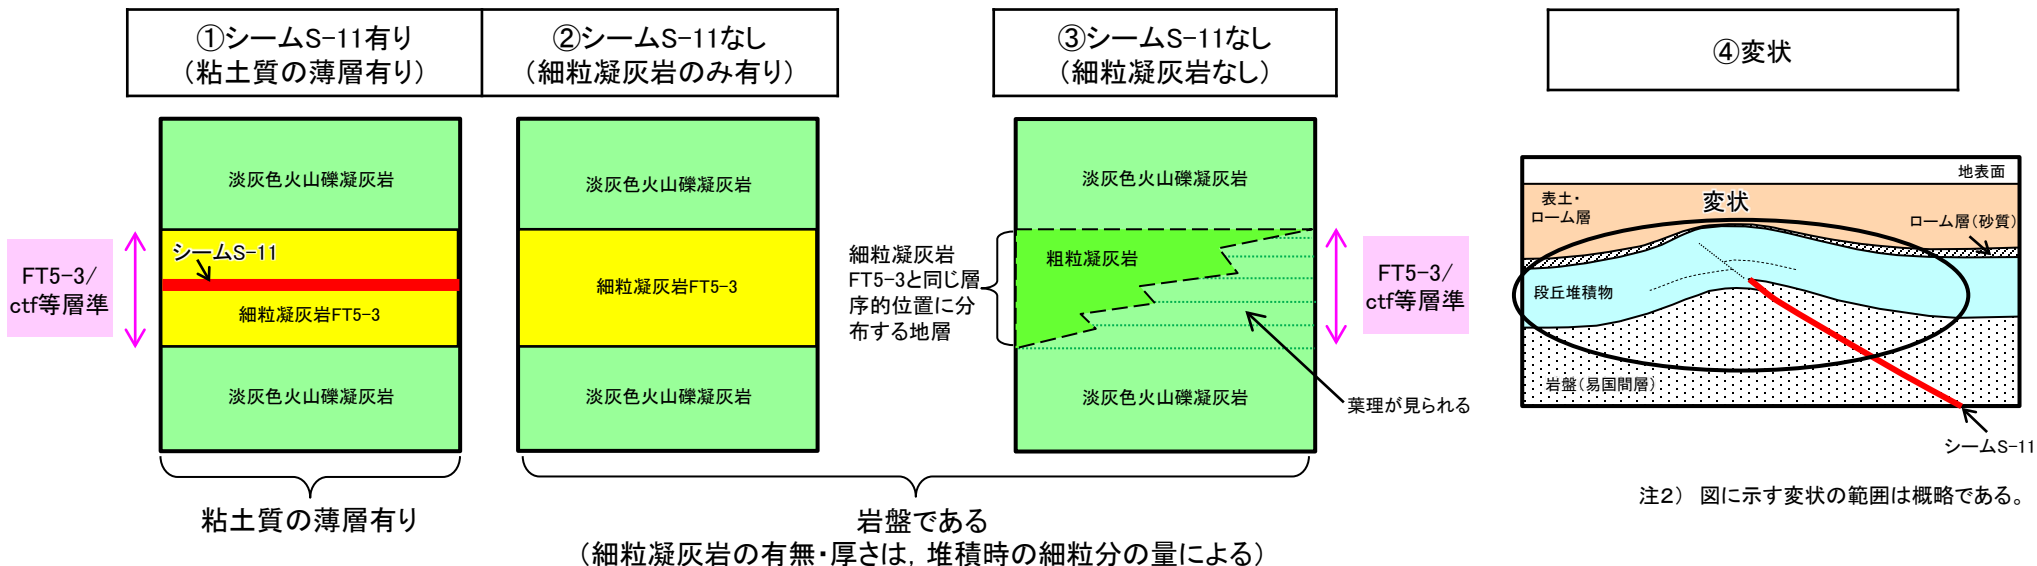 ①シームS-11有り
（粘土質の薄層有り）
②シームS-11なし
（細粒凝灰岩のみ有り）
③シームS-11なし
（細粒凝灰岩なし）
④変状
淡灰色火山礫凝灰岩
シームS-11
細粒凝灰岩FT5-3
淡灰色火山礫凝灰岩
FT5-3/
ctf等層準
粘土質の薄層有り
淡灰色火山礫凝灰岩
細粒凝灰岩FT5-3
淡灰色火山礫凝灰岩
細粒凝灰岩
FT5-3と同じ層
序的位置に分
布する地層
淡灰色火山礫凝灰岩
粗粒凝灰岩
淡灰色火山礫凝灰岩
FT5-3/
ctf等層準
葉理が見られる
岩盤である
（細粒凝灰岩の有無・厚さは，堆積時の細粒分の量による）
地表面
表土・
ローム層
変状
ローム層（砂質）
段丘堆積物
岩盤（易国間層）
シームS-11
注２） 図に示す変状の範囲は概略である。